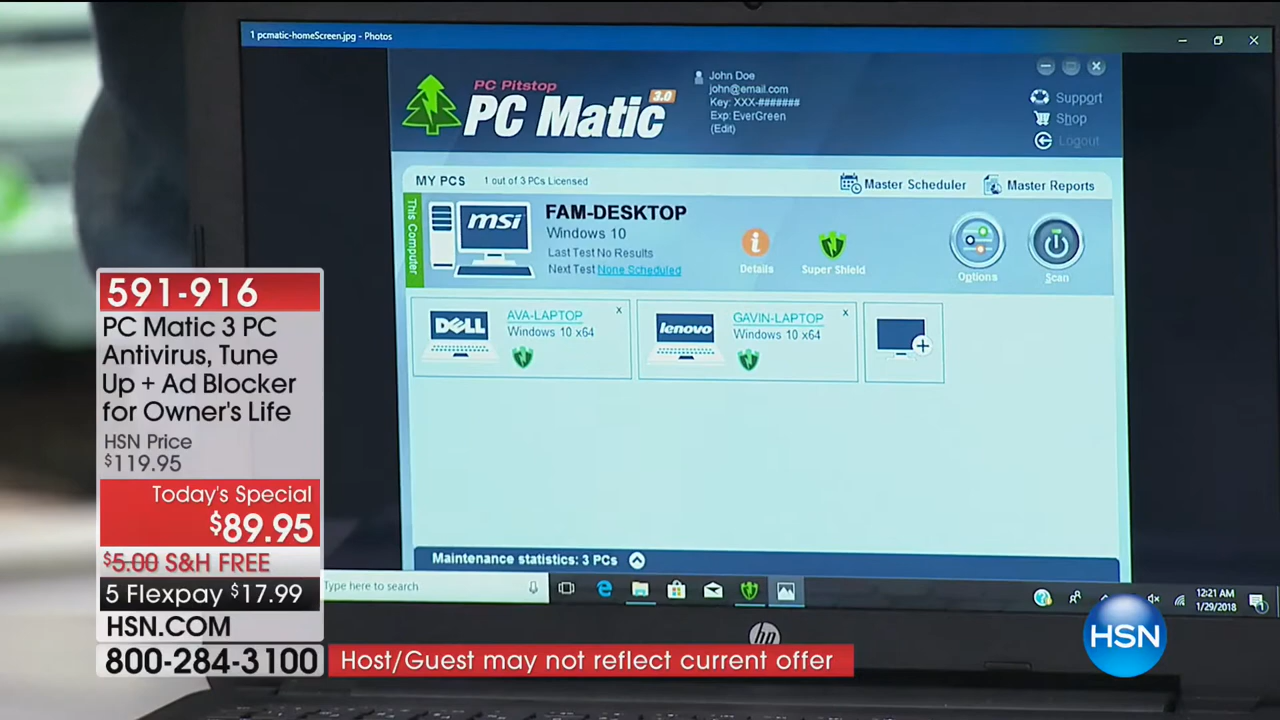 1 pcmatic-homeScreen.jpg - Photos
PC Pitstop
PC Matic 3.0
John Doe
john@email.com
Key: XXX-#######
Exp: EverGreen
(Edit)
Support
Shop
Logout
MY PCS 1 out of 3 PCs Licensed
Master Scheduler
Master Reports
This Computer
msi
FAM-DESKTOP
Windows 10
Last Test No Results
Next Test None Scheduled
Details
Super Shield
Options
Scan
DELL
AVA-LAPTOP
Windows 10 x64
x
lenovo
GAVIN-LAPTOP
Windows 10 x64
x
Maintenance statistics: 3 PCs
Type here to search
12:21 AM
1/29/2018
hp
591-916
PC Matic 3 PC
Antivirus, Tune
Up + Ad Blocker
for Owner's Life
HSN Price
$119.95
Today's Special
$89.95
$5.00 S&H FREE
5 Flexpay $17.99
HSN.COM
800-284-3100
Host/Guest may not reflect current offer
HSN